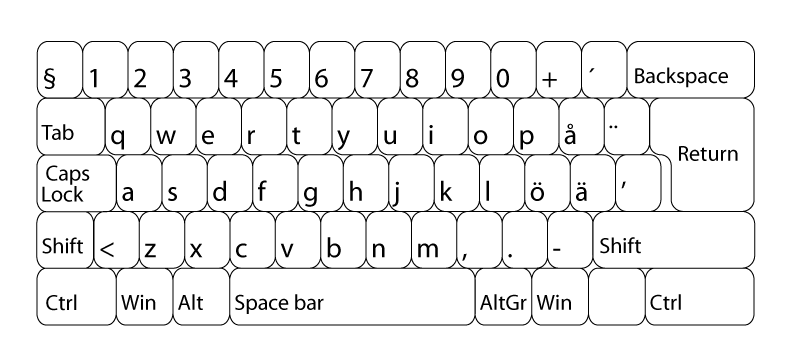 § 1 2 3 4 5 6 7 8 9 0 + ´ Backspace
Tab q w e r t y u i o p å ¨ Return
Caps Lock a s d f g h j k l ö ä ’
Shift < z x c v b n m , . - Shift
Ctrl Win Alt Space bar AltGr Win Ctrl